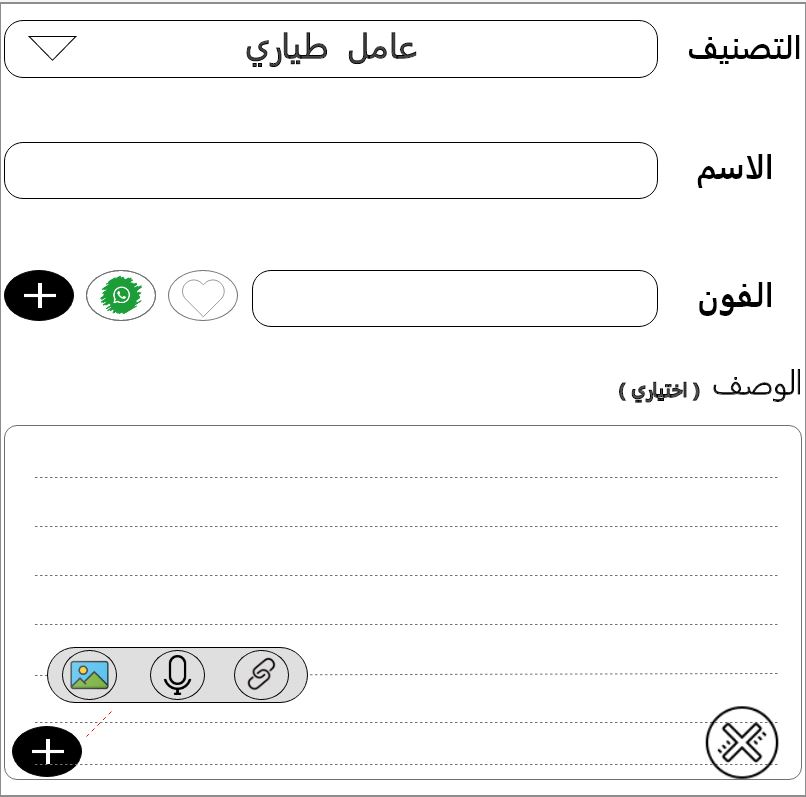 التصنيف
عامل طياري
الاسم
الفون
الوصف ( اختياري )